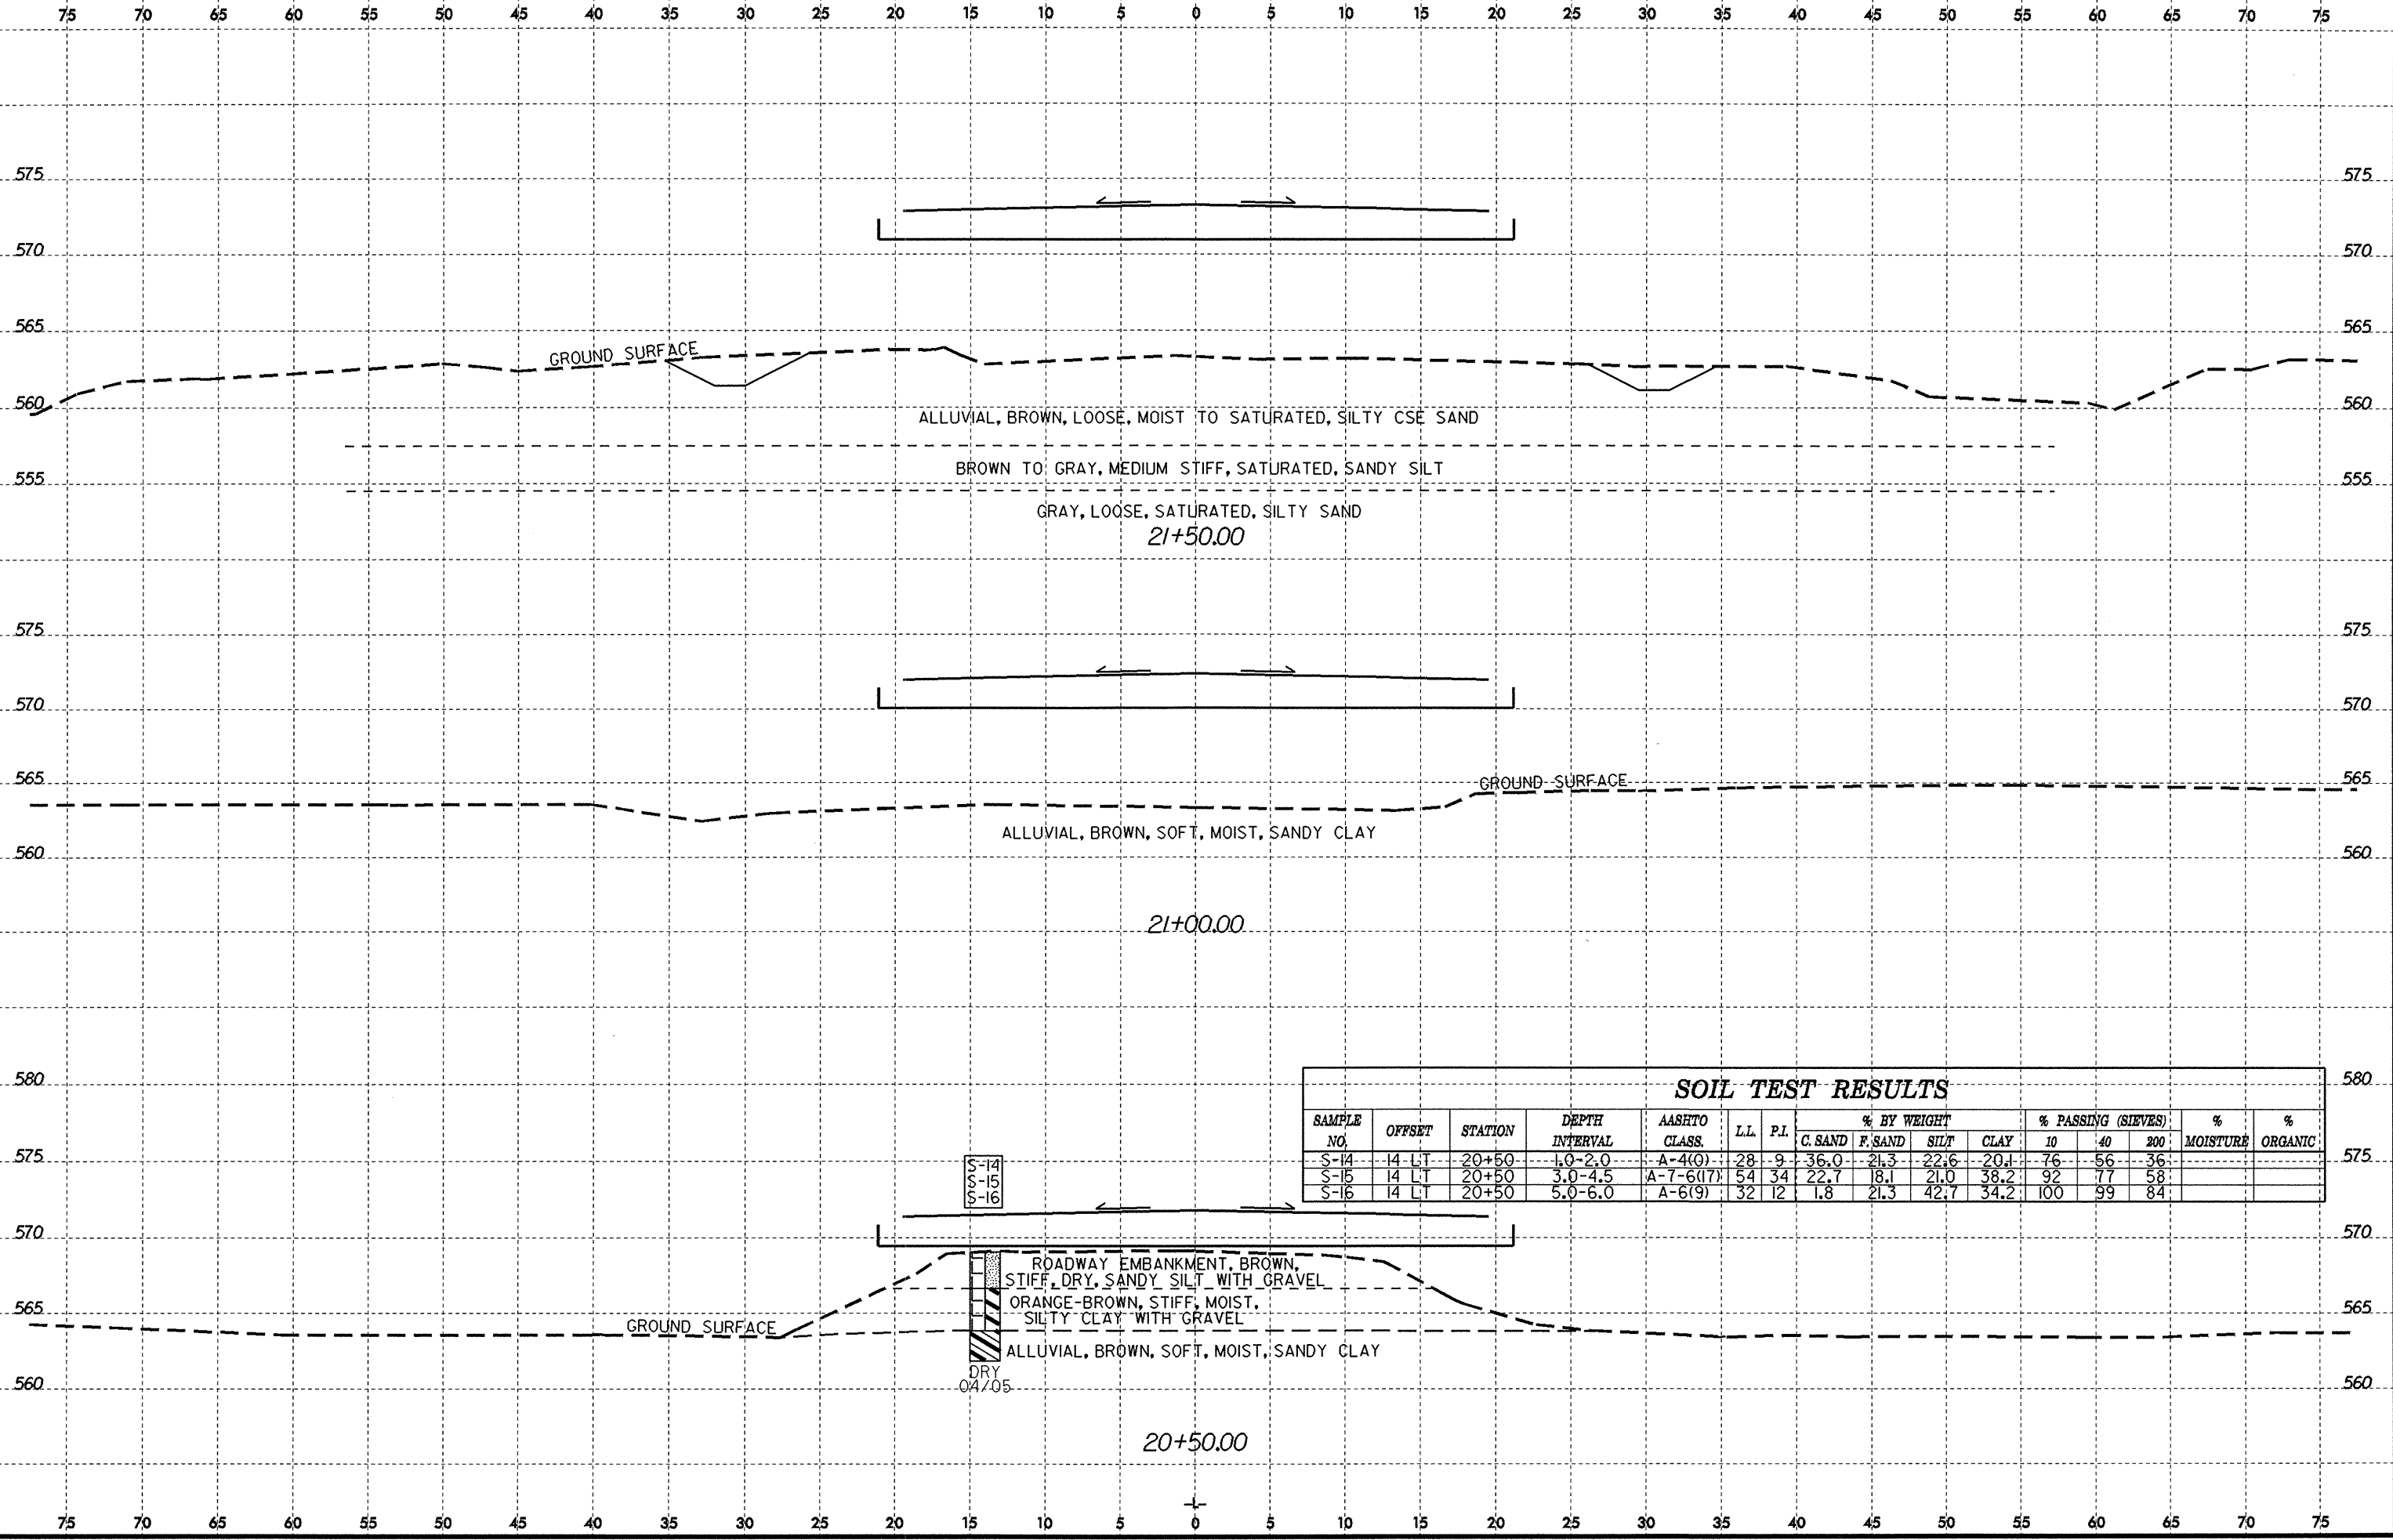 75 70 65 60 55 50 45 40 35 30 25 20 15 10 5 0 5 10 15 20 25 30 35 40 45 50 55 60 65 70 75
575 575
570 570
565 565
GROUND SURFACE
560 560
ALLUVIAL, BROWN, LOOSE, MOIST TO SATURATED, SILTY CSE SAND
BROWN TO GRAY, MEDIUM STIFF, SATURATED, SANDY SILT
555 555
GRAY, LOOSE, SATURATED, SILTY SAND
21+50.00
575 575
570 570
565 565
GROUND SURFACE
ALLUVIAL, BROWN, SOFT, MOIST, SANDY CLAY
560 560
21+00.00
580 580
SOIL TEST RESULTS
SAMPLE NO. OFFSET STATION DEPTH INTERVAL AASHTO CLASS. L.L. P.I. % BY WEIGHT % PASSING (SIEVES) % MOISTURE % ORGANIC
C. SAND F. SAND SILT CLAY 10 40 200
S-14 14 LT 20+50 1.0-2.0 A-4(0) 28 9 36.0 21.3 22.6 20.1 76 56 36
S-15 14 LT 20+50 3.0-4.5 A-7-6(17) 54 34 22.7 18.1 21.0 38.2 92 77 58
S-16 14 LT 20+50 5.0-6.0 A-6(9) 32 12 1.8 21.3 42.7 34.2 100 99 84
575 575
S-14
S-15
S-16
570 570
ROADWAY EMBANKMENT, BROWN,
STIFF, DRY, SANDY SILT WITH GRAVEL
ORANGE-BROWN, STIFF, MOIST,
SILTY CLAY WITH GRAVEL
565 565
GROUND SURFACE
ALLUVIAL, BROWN, SOFT, MOIST, SANDY CLAY
DRY
04/05
560 560
20+50.00
-L-
75 70 65 60 55 50 45 40 35 30 25 20 15 10 5 0 5 10 15 20 25 30 35 40 45 50 55 60 65 70 75